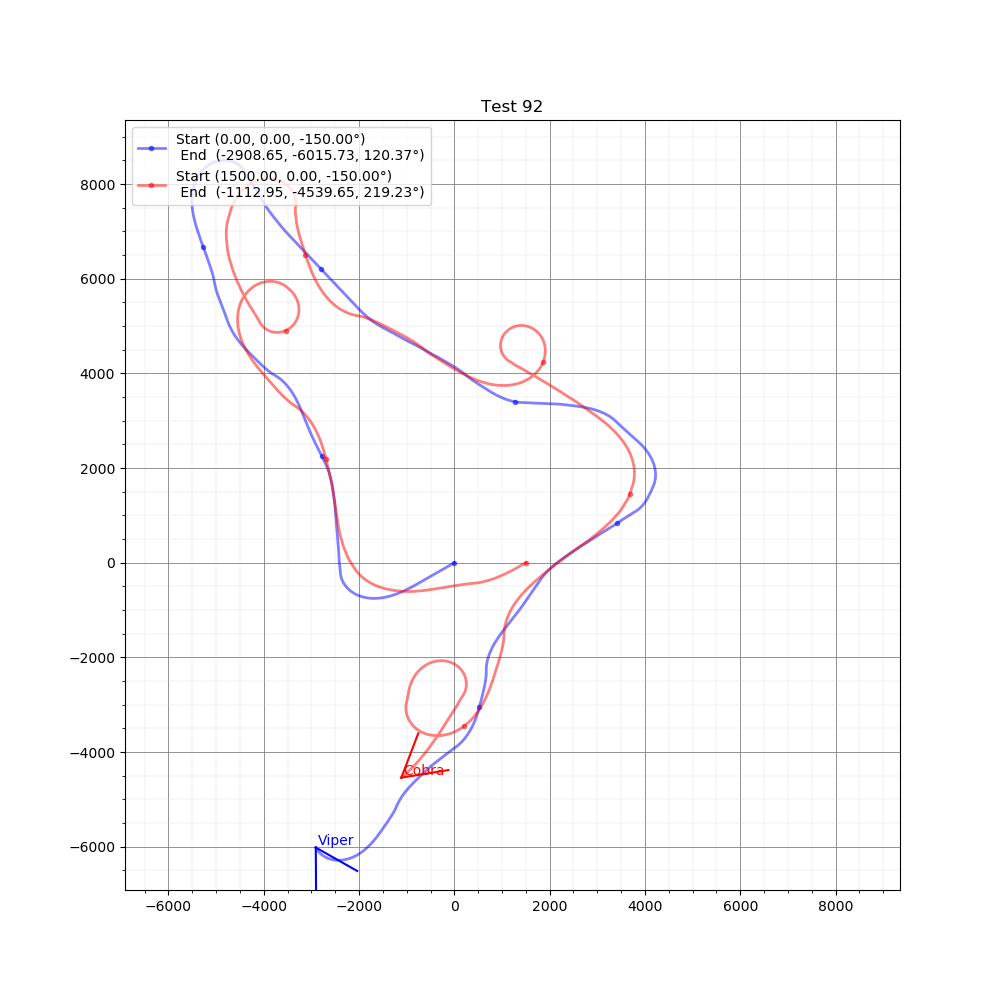 Test 92
Start (0.00, 0.00, -150.00°)
End (-2908.65, -6015.73, 120.37°)
Start (1500.00, 0.00, -150.00°)
End (-1112.95, -4539.65, 219.23°)
8000
6000
4000
2000
0
−2000
−4000
−6000
Cobra
Viper
−6000 −4000 −2000 0 2000 4000 6000 8000